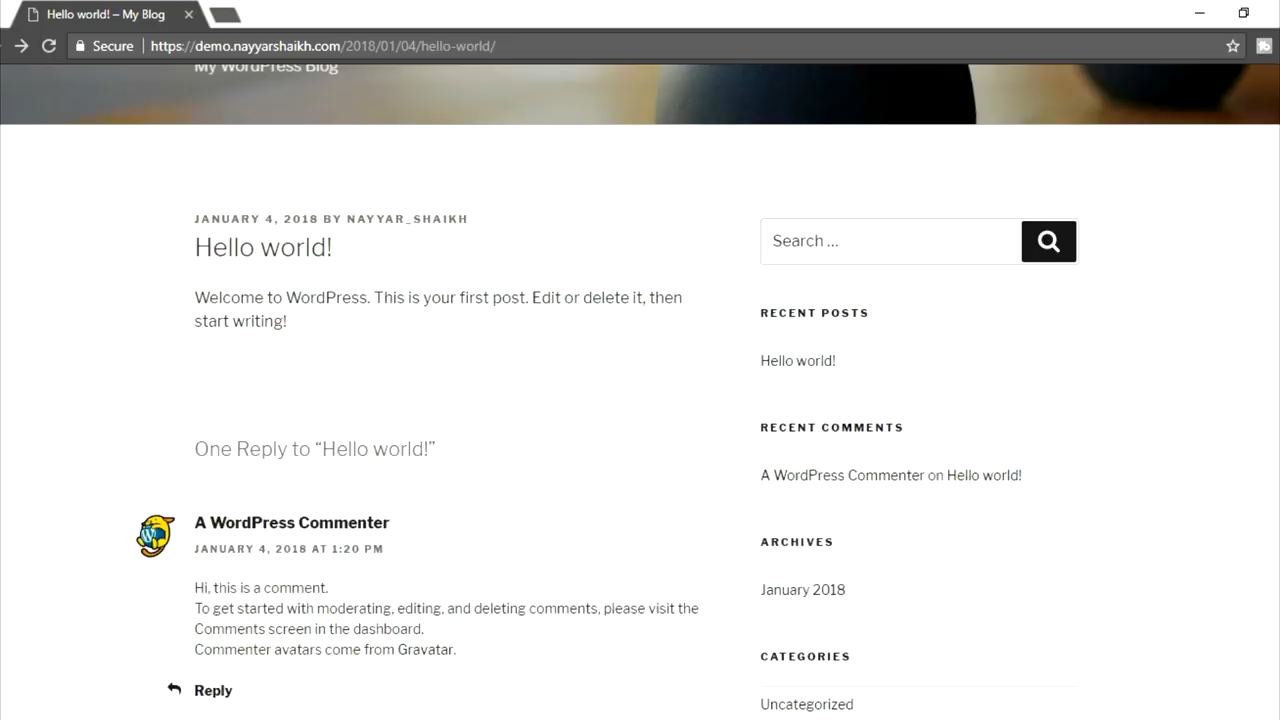 Hello world! – My Blog
Secure
https://demo.nayyarshaikh.com/2018/01/04/hello-world/
My WordPress Blog
JANUARY 4, 2018 BY NAYYAR_SHAIKH
Hello world!
Welcome to WordPress. This is your first post. Edit or delete it, then
start writing!
One Reply to “Hello world!”
A WordPress Commenter
JANUARY 4, 2018 AT 1:20 PM
Hi, this is a comment.
To get started with moderating, editing, and deleting comments, please visit the
Comments screen in the dashboard.
Commenter avatars come from Gravatar.
Reply
Search …
RECENT POSTS
Hello world!
RECENT COMMENTS
A WordPress Commenter on Hello world!
ARCHIVES
January 2018
CATEGORIES
Uncategorized